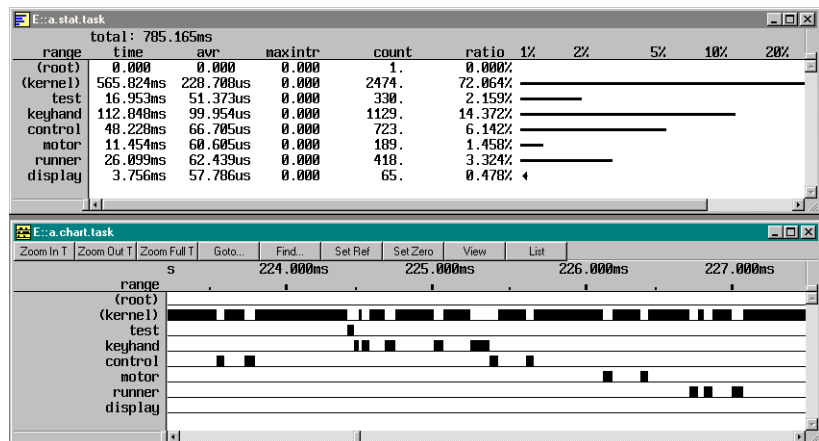 E::a.stat.task
total: 785.165ms
range time avr maxintr count ratio 1% 2% 5% 10% 20%
(root) 0.000 0.000 0.000 1. 0.000%
(kernel) 565.824ms 228.708us 0.000 2474. 72.064%
test 16.953ms 51.373us 0.000 330. 2.159%
keyhand 112.848ms 99.954us 0.000 1129. 14.372%
control 48.228ms 66.705us 0.000 723. 6.142%
motor 11.454ms 60.605us 0.000 189. 1.458%
runner 26.099ms 62.439us 0.000 418. 3.324%
display 3.756ms 57.786us 0.000 65. 0.478%
E::a.chart.task
Zoom In T Zoom Out T Zoom Full T Goto... Find... Set Ref Set Zero View List
s 224.000ms 225.000ms 226.000ms 227.000ms
range
(root)
(kernel)
test
keyhand
control
motor
runner
display